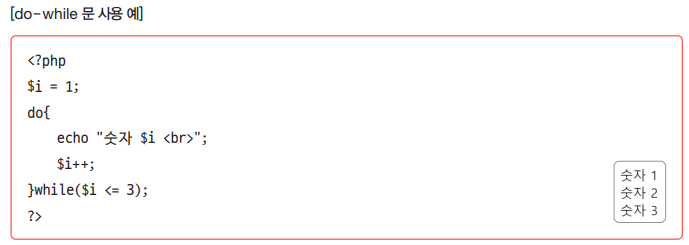 [do-while 문 사용 예]
<?php
$i = 1;
do{
    echo "숫자 $i <br>";
    $i++;
}while($i <= 3);
?>
숫자 1
숫자 2
숫자 3